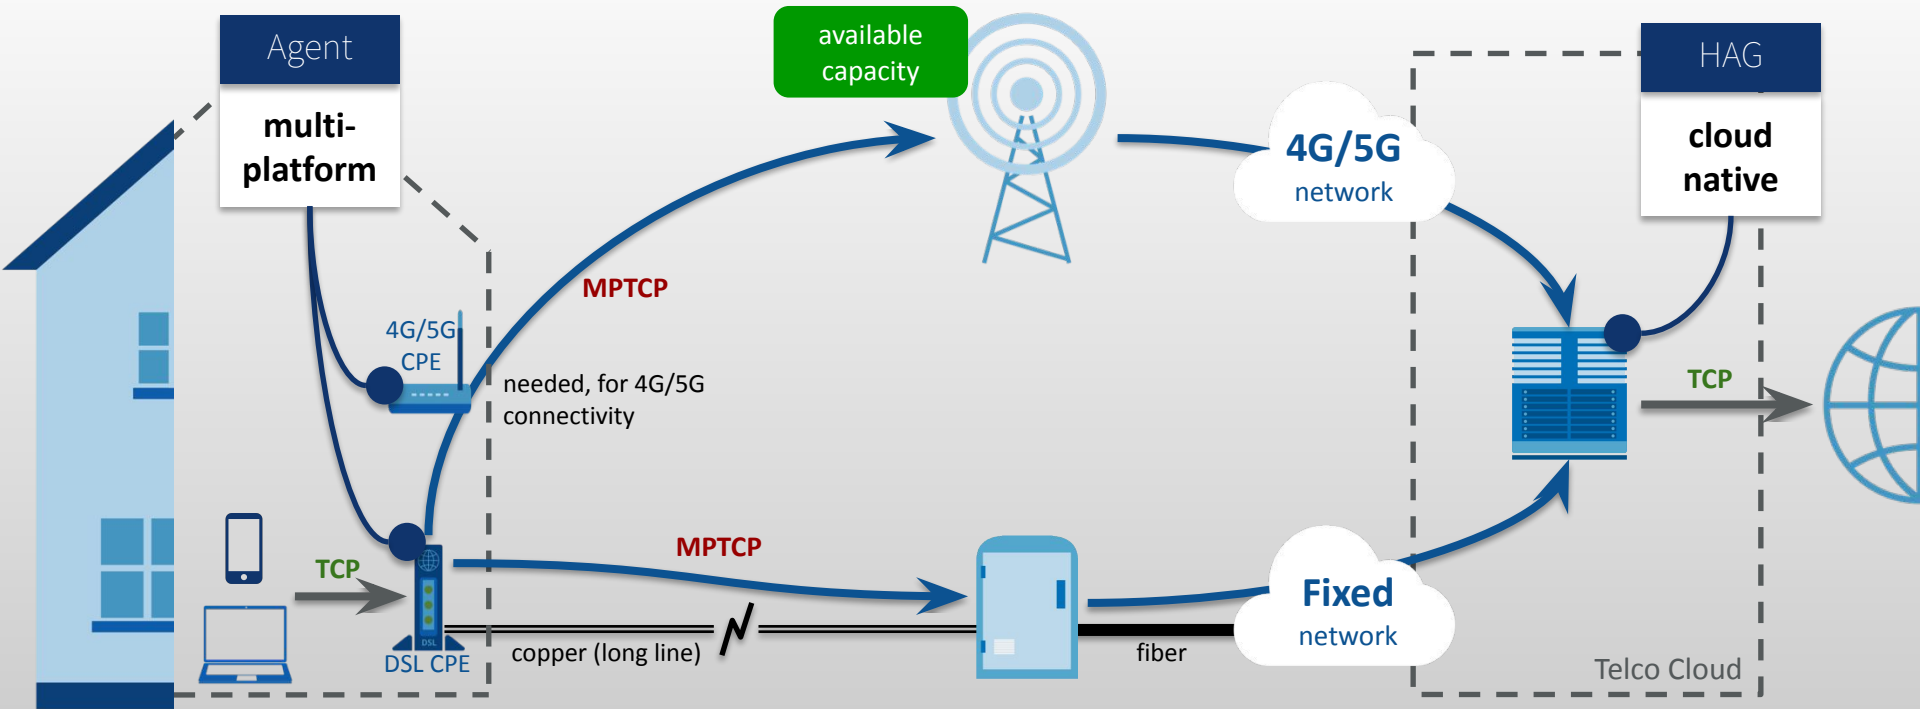 Agent
multi-
platform
available
capacity
4G/5G
network
HAG
cloud
native
MPTCP
4G/5G
CPE
needed, for 4G/5G
connectivity
TCP
MPTCP
TCP
DSL
DSL CPE
copper (long line)
fiber
Fixed
network
Telco Cloud